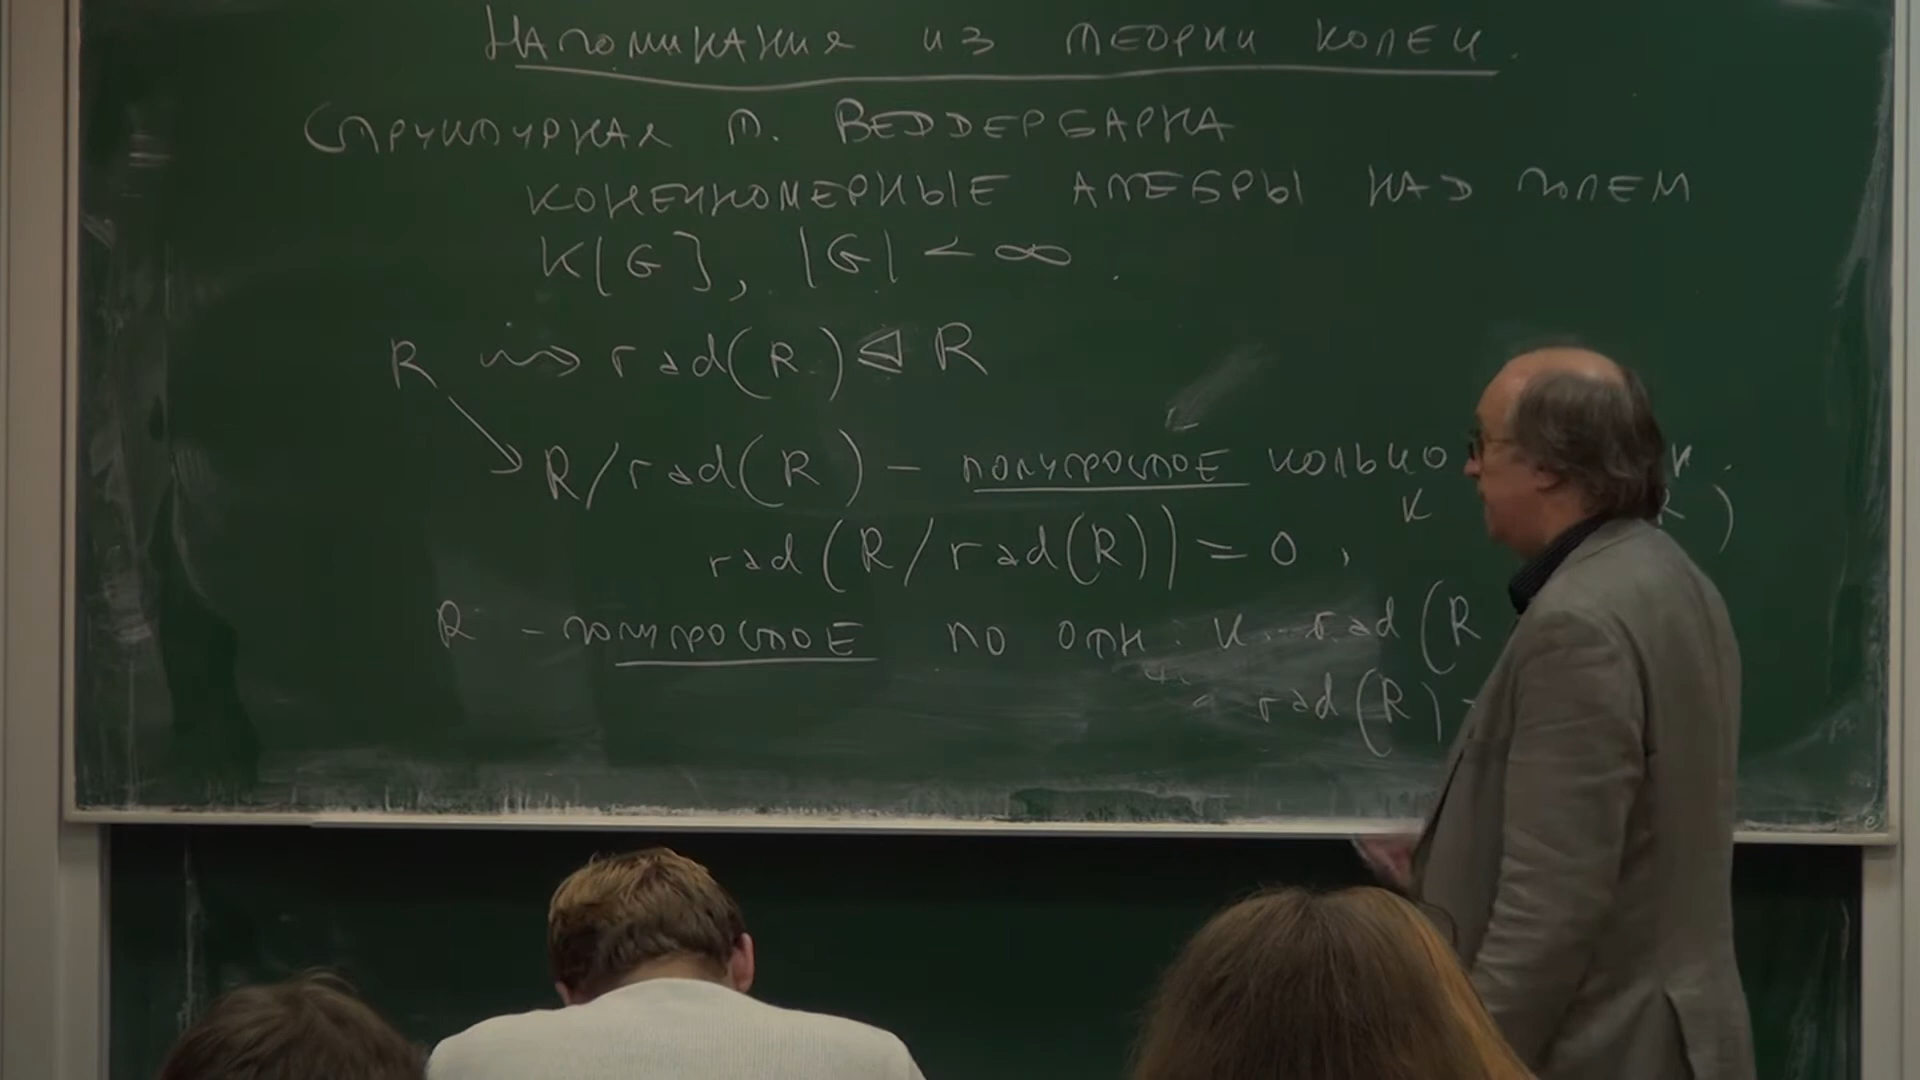 Напоминания из теории колец.
Структурная т. Веддербарна
конечномерные алгебры над полем
K[G], |G| < ∞.
R ⇝ rad(R) ⊴ R
↘ R/rad(R) – полупростое кольцо
rad(R/rad(R)) = 0,
R – полупростое по отн. к rad(R
rad(R)